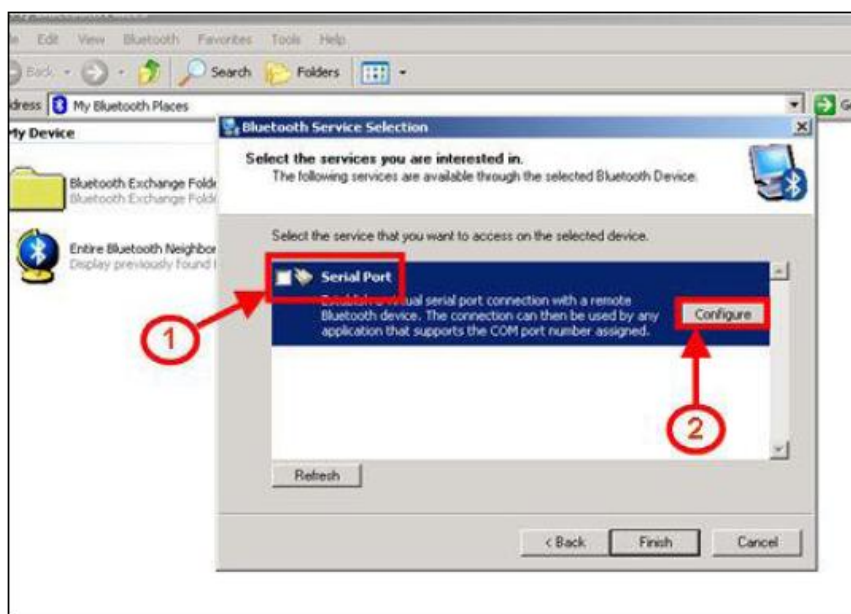 Edit View Bluetooth Favorites Tools Help
Back Search Folders
dress My Bluetooth Places
My Device
Bluetooth Exchange Folde
Bluetooth Exchange Folde
Entire Bluetooth Neighbor
Display previously found
Bluetooth Service Selection
Select the services you are interested in.
The following services are available through the selected Bluetooth Device.
Select the service that you want to access on the selected device.
Serial Port
Establish a virtual serial port connection with a remote
Bluetooth device. The connection can then be used by any
application that supports the COM port number assigned.
Configure
1
2
Refresh
< Back Finish Cancel